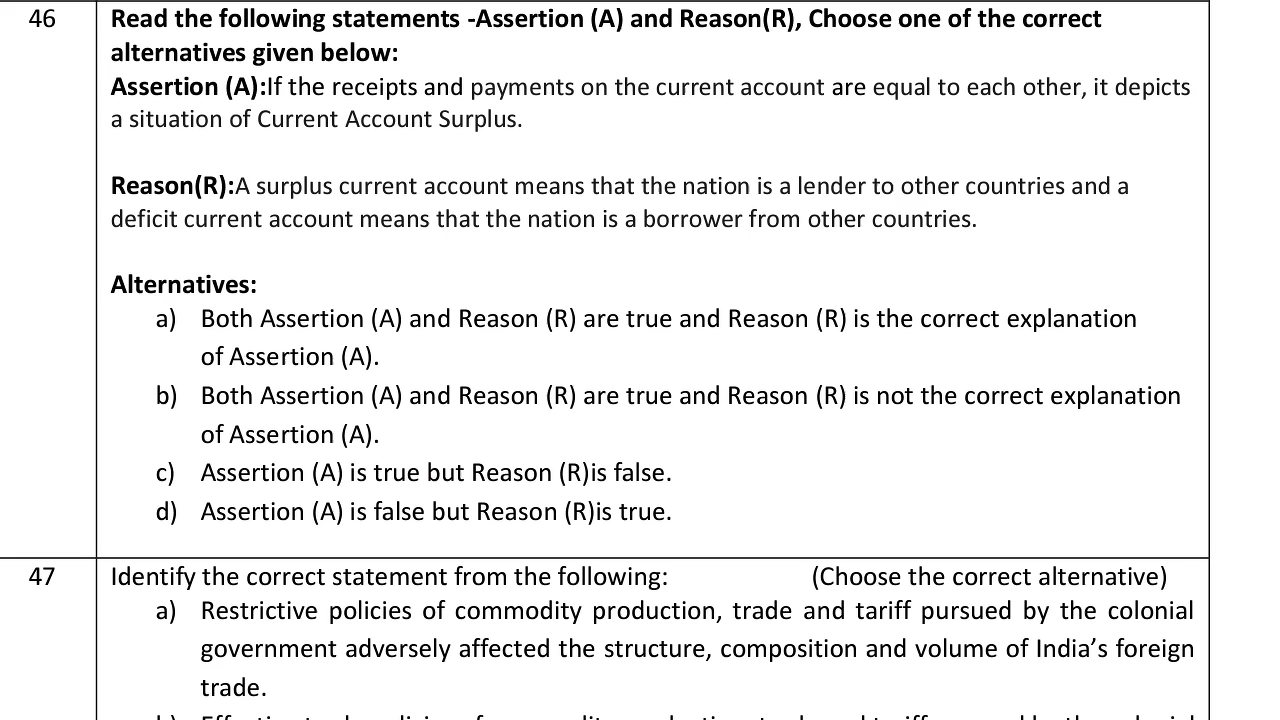 46 Read the following statements -Assertion (A) and Reason(R), Choose one of the correct
alternatives given below:
Assertion (A):If the receipts and payments on the current account are equal to each other, it depicts
a situation of Current Account Surplus.
Reason(R):A surplus current account means that the nation is a lender to other countries and a
deficit current account means that the nation is a borrower from other countries.
Alternatives:
a) Both Assertion (A) and Reason (R) are true and Reason (R) is the correct explanation
of Assertion (A).
b) Both Assertion (A) and Reason (R) are true and Reason (R) is not the correct explanation
of Assertion (A).
c) Assertion (A) is true but Reason (R)is false.
d) Assertion (A) is false but Reason (R)is true.
47 Identify the correct statement from the following: (Choose the correct alternative)
a) Restrictive policies of commodity production, trade and tariff pursued by the colonial
government adversely affected the structure, composition and volume of India’s foreign
trade.